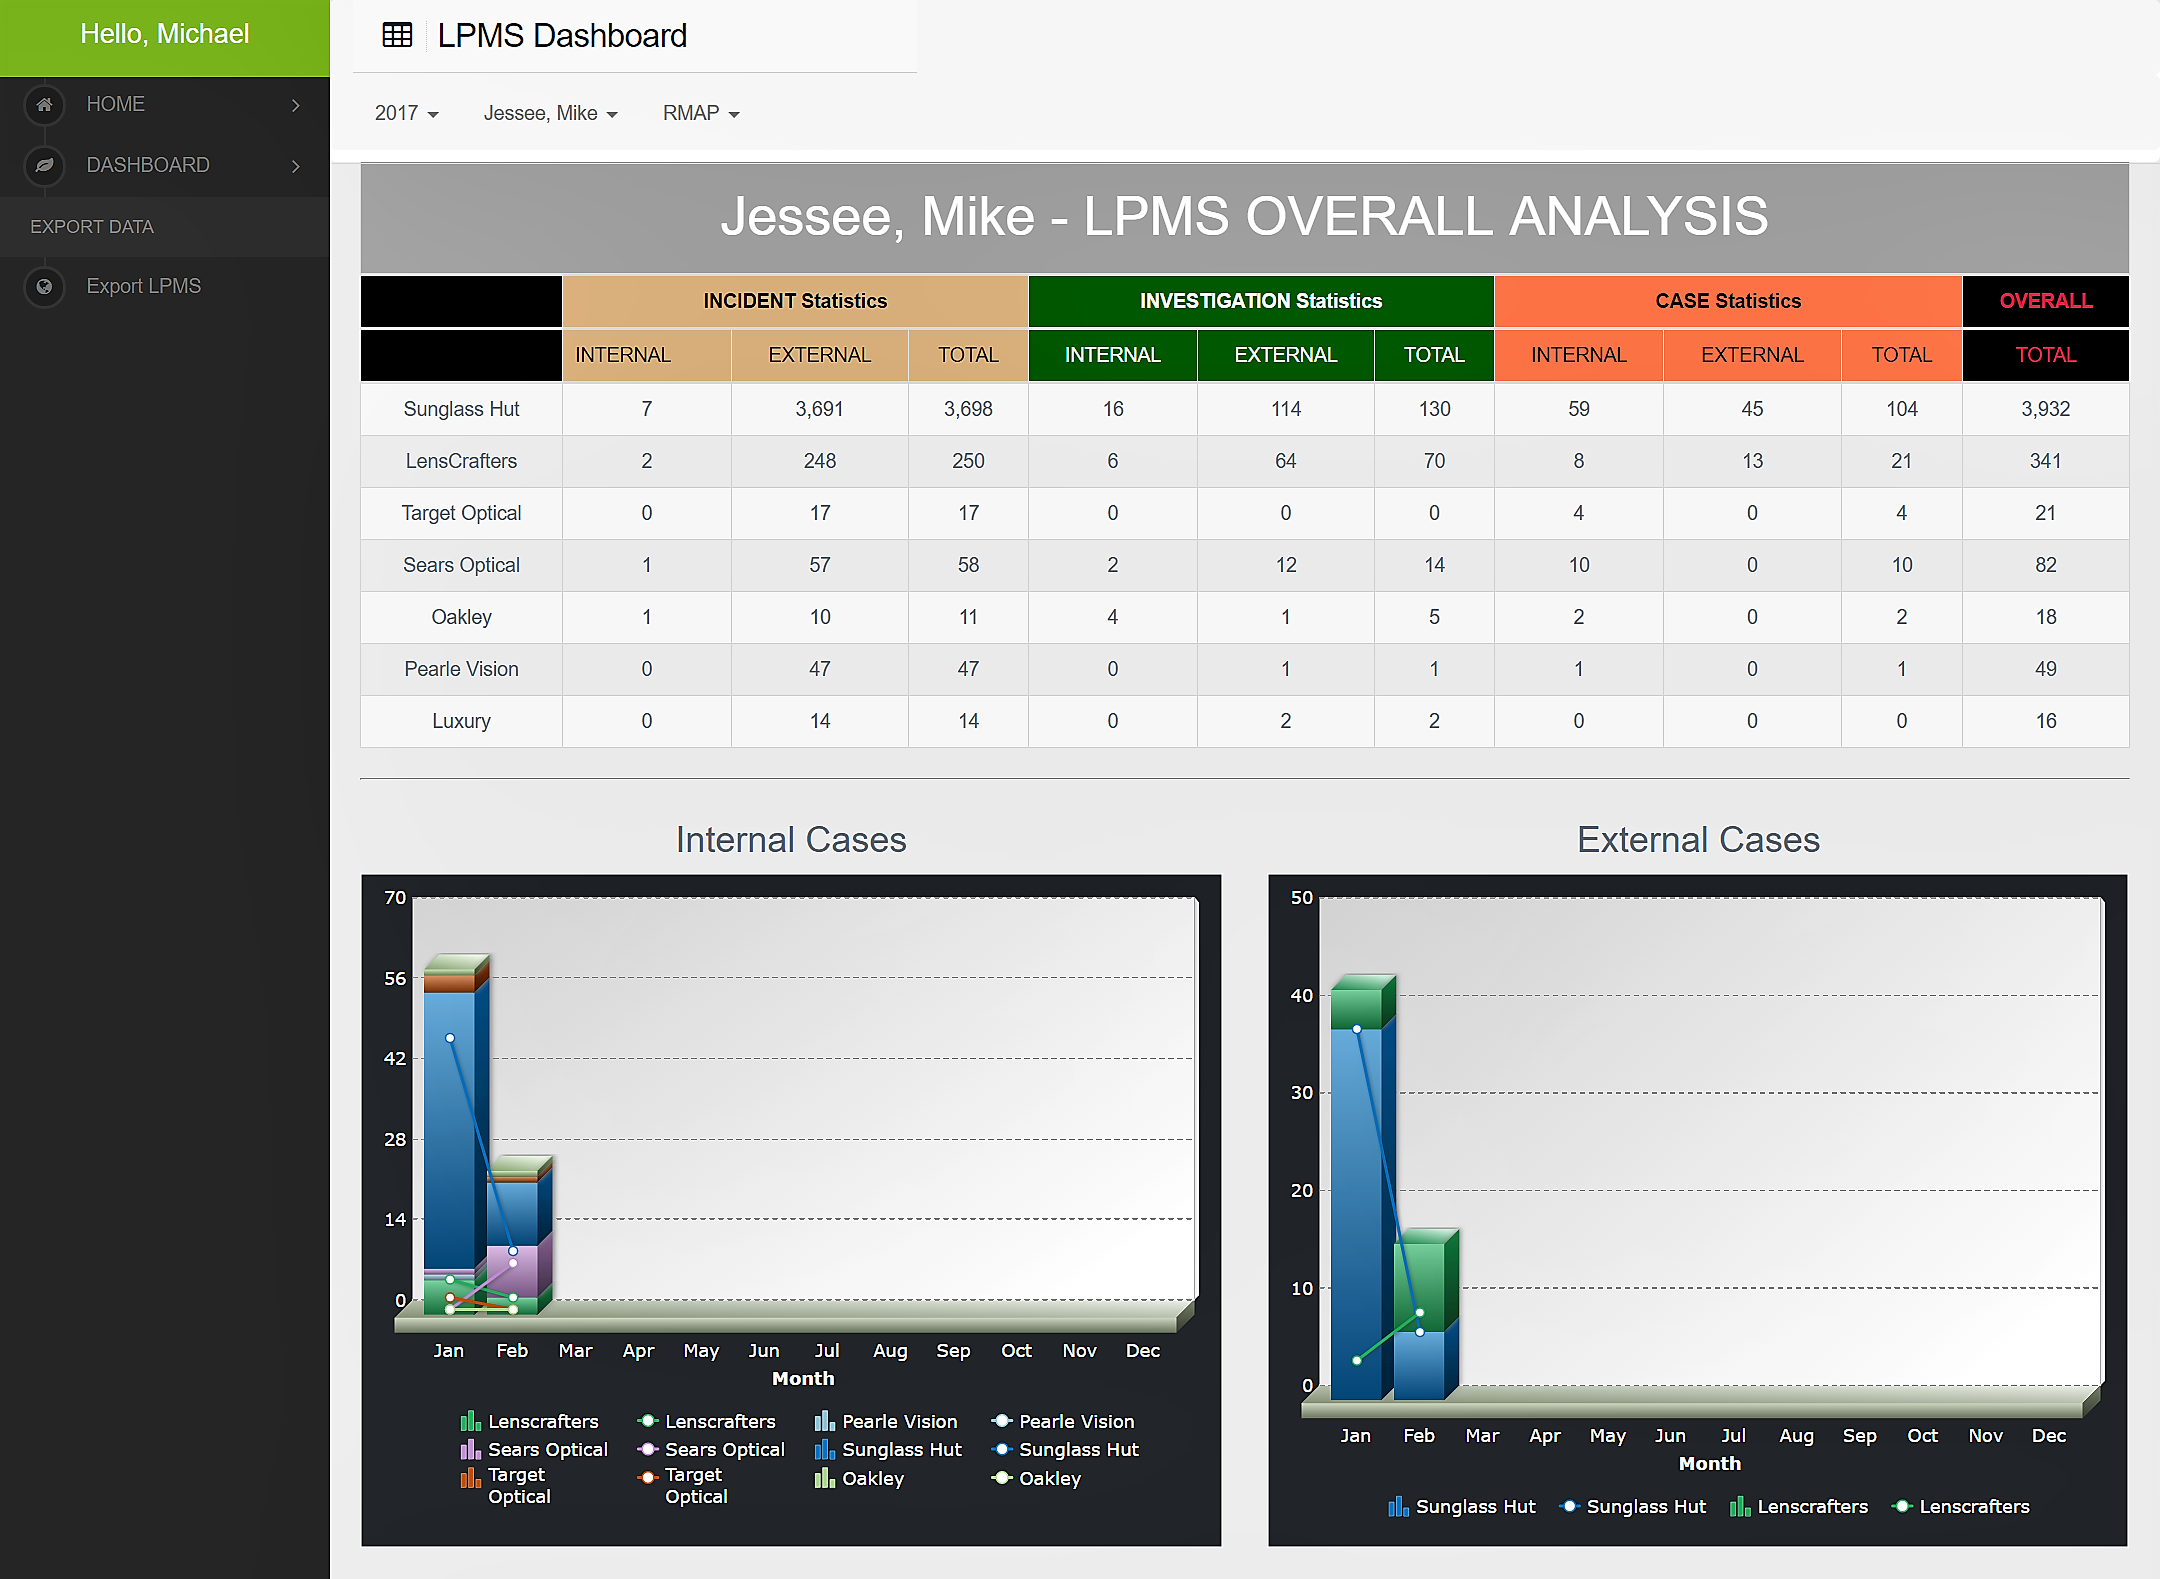 Hello, Michael
HOME
DASHBOARD
EXPORT DATA
Export LPMS
LPMS Dashboard
2017 Jessee, Mike RMAP
Jessee, Mike - LPMS OVERALL ANALYSIS
INCIDENT Statistics INVESTIGATION Statistics CASE Statistics OVERALL
INTERNAL EXTERNAL TOTAL INTERNAL EXTERNAL TOTAL INTERNAL EXTERNAL TOTAL TOTAL
Sunglass Hut 7 3,691 3,698 16 114 130 59 45 104 3,932
LensCrafters 2 248 250 6 64 70 8 13 21 341
Target Optical 0 17 17 0 0 0 4 0 4 21
Sears Optical 1 57 58 2 12 14 10 0 10 82
Oakley 1 10 11 4 1 5 2 0 2 18
Pearle Vision 0 47 47 0 1 1 1 0 1 49
Luxury 0 14 14 0 2 2 0 0 0 16
Internal Cases
70
56
42
28
14
0
Jan Feb Mar Apr May Jun Jul Aug Sep Oct Nov Dec
Month
Lenscrafters Lenscrafters Pearle Vision Pearle Vision
Sears Optical Sears Optical Sunglass Hut Sunglass Hut
Target Optical Target Optical Oakley Oakley
External Cases
50
40
30
20
10
0
Jan Feb Mar Apr May Jun Jul Aug Sep Oct Nov Dec
Month
Sunglass Hut Sunglass Hut Lenscrafters Lenscrafters